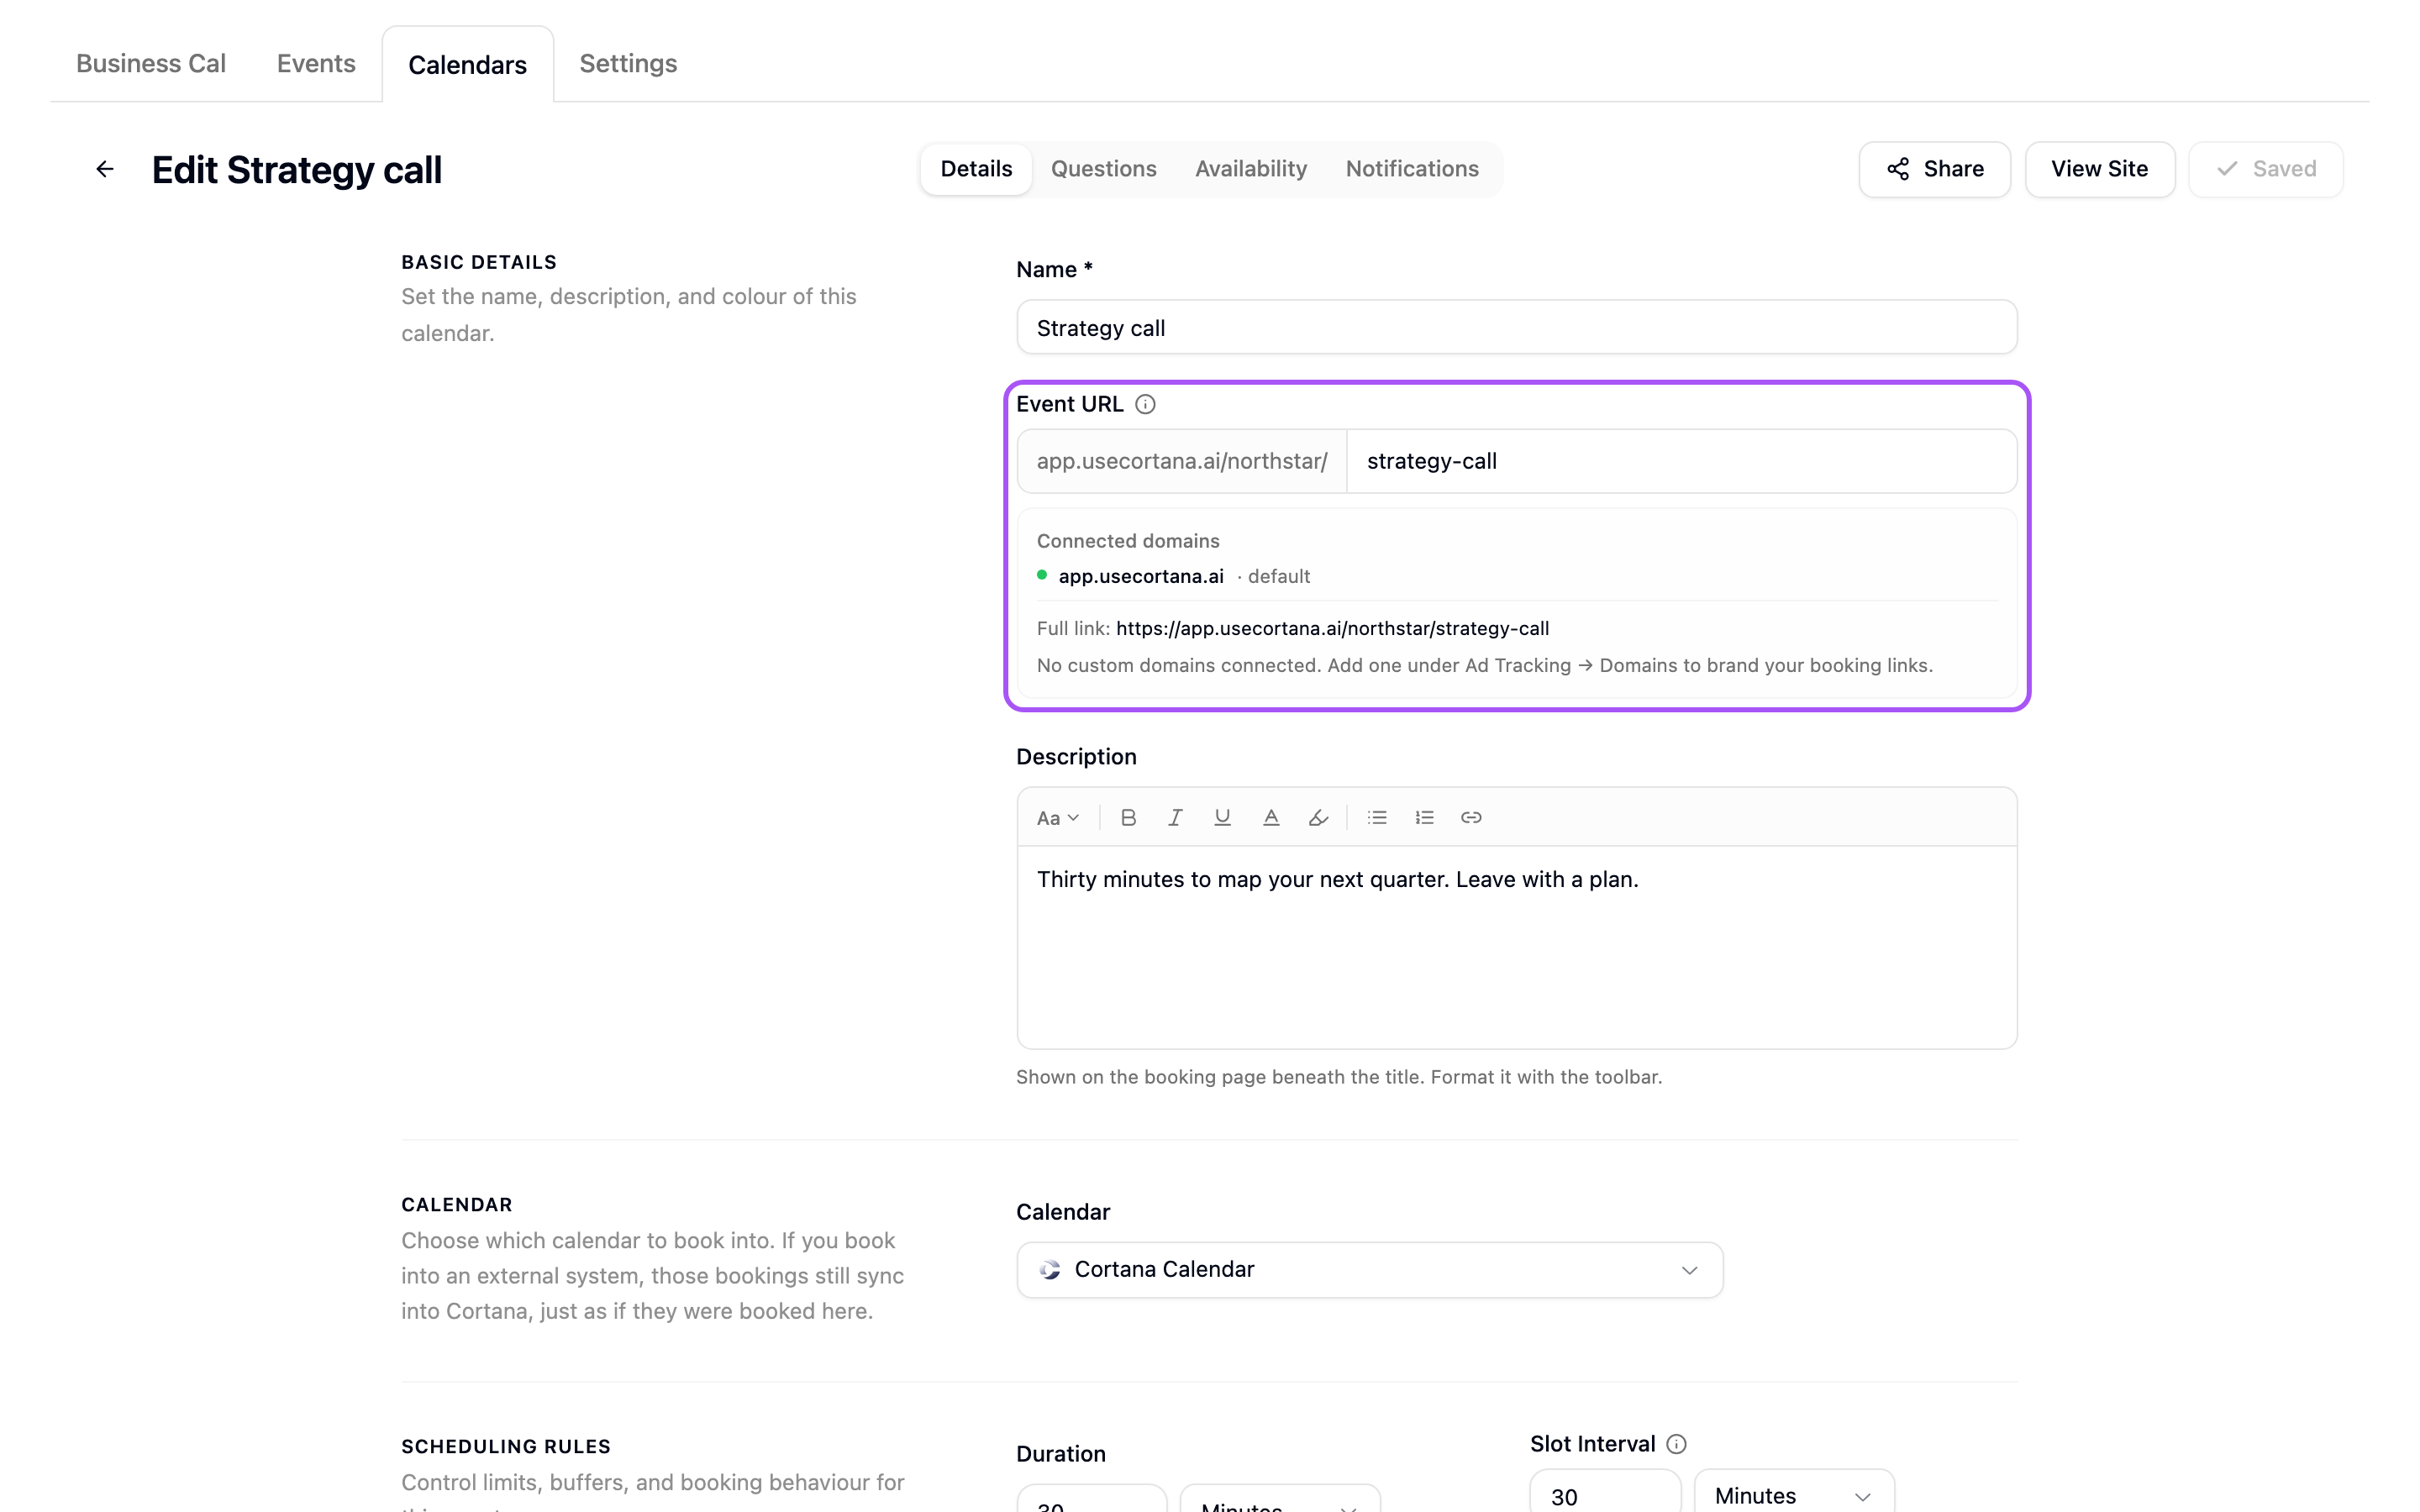 Business Cal
Events
Calendars
Settings
Edit Strategy call
Details
Questions
Availability
Notifications
Share
View Site
Saved
BASIC DETAILS
Set the name, description, and colour of this
calendar.
Name *
Strategy call
Event URL
app.usecortana.ai/northstar/
strategy-call
Connected domains
app.usecortana.ai · default
Full link: https://app.usecortana.ai/northstar/strategy-call
No custom domains connected. Add one under Ad Tracking → Domains to brand your booking links.
Description
Aa
Thirty minutes to map your next quarter. Leave with a plan.
Shown on the booking page beneath the title. Format it with the toolbar.
CALENDAR
Choose which calendar to book into. If you book
into an external system, those bookings still sync
into Cortana, just as if they were booked here.
Calendar
Cortana Calendar
SCHEDULING RULES
Control limits, buffers, and booking behaviour for
Duration
30
Minutes
Slot Interval
30
Minutes